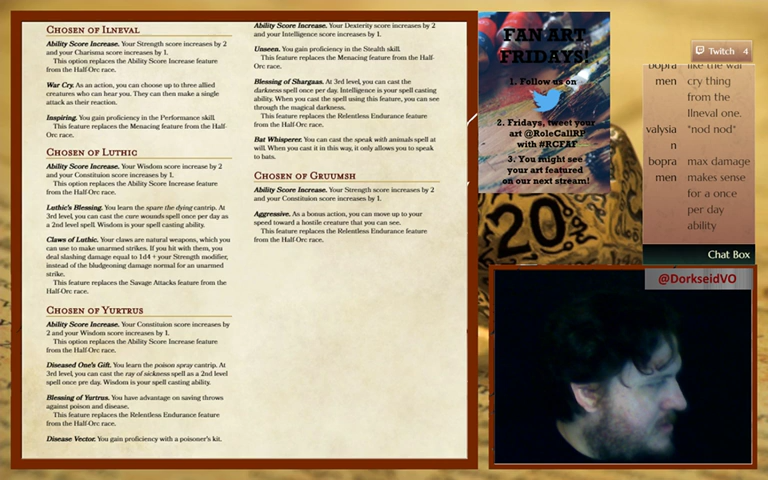 CHOSEN OF ILNEVAL
Ability Score Increase. Your Strength score increases by 2
and your Charisma score increases by 1.
This option replaces the Ability Score Increase feature
from the Half-Orc race.
War Cry. As an action, you can choose up to three allied
creatures who can hear you. They can then make a single
attack as their reaction.
Inspiring. You gain proficiency in the Performance skill.
This feature replaces the Menacing feature from the Half-
Orc race.
CHOSEN OF LUTHIC
Ability Score Increase. Your Wisdom score increase by 2
and your Constituion score increases by 1.
This option replaces the Ability Score Increase feature
from the Half-Orc race.
Luthic's Blessing. You learn the spare the dying cantrip. At
3rd level, you can cast the cure wounds spell once per day as
a 2nd level spell. Wisdom is your spell casting ability.
Claws of Luthic. Your claws are natural weapons, which you
can use to make unarmed strikes. If you hit with them, you
deal slashing damage equal to 1d4 + your Strength modifier,
instead of the bludgeoning damage normal for an unarmed
strike.
This feature replaces the Savage Attacks feature from the
Half-Orc race.
CHOSEN OF YURTRUS
Ability Score Increase. Your Constituion score increases by
2 and your Wisdom score increases by 1.
This option replaces the Ability Score Increase feature
from the Half-Orc race.
Diseased One's Gift. You learn the poison spray cantrip. At
3rd level, you can cast the ray of sickness spell as a 2nd level
spell once per day. Wisdom is your spell casting ability.
Blessing of Yurtrus. You have advantage on saving throws
against poison and disease.
This feature replaces the Relentless Endurance feature
from the Half-Orc race.
Disease Vector. You gain proficiency with a poisoner's kit.
Ability Score Increase. Your Dexterity score increases by 2
and your Intelligence score increases by 1.
Unseen. You gain proficiency in the Stealth skill.
This feature replaces the Menacing feature from the Half-
Orc race.
Blessing of Shargaas. At 3rd level, you can cast the
darkness spell once per day. Intelligence is your spell casting
ability. When you cast the spell using this feature, you can see
through the magical darkness.
This feature replaces the Relentless Endurance feature
from the Half-Orc race.
Bat Whisperer. You can cast the speak with animals spell at
will. When you cast it in this way, it only allows you to speak
to bats.
CHOSEN OF GRUUMSH
Ability Score Increase. Your Strength score increases by 2
and your Constituion score increases by 1.
Aggressive. As a bonus action, you can move up to your
speed toward a hostile creature that you can see.
This feature replaces the Relentless Endurance feature
from the Half-Orc race.
FAN ART
FRIDAYS!
1. Follow us on
2. Fridays, tweet your
art @RoleCallRP
with #RCFAF
3. You might see
your art featured
on our next stream!
20
Twitch 4
bopra like the war
men cry thing
from the
Ilneval one.
valysia *nod nod*
n
bopra max damage
men makes sense
for a once
per day
ability
Chat Box
@DorkseidVO